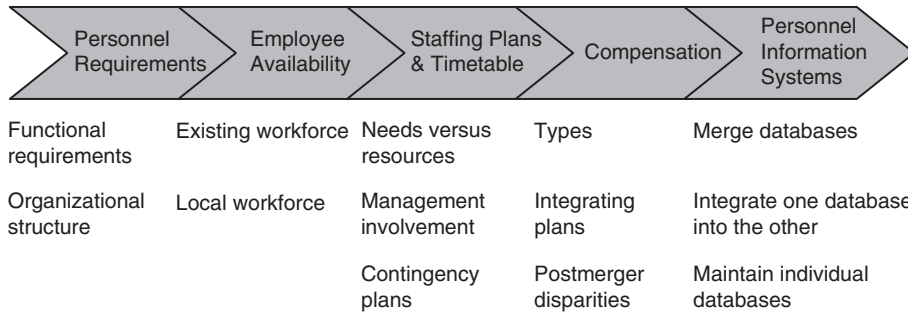 Personnel
Requirements
Employee
Availability
Staffing Plans
& Timetable
Compensation
Personnel
Information
Systems
Functional
requirements
Organizational
structure
Existing workforce
Local workforce
Needs versus
resources
Management
involvement
Contingency
plans
Types
Integrating
plans
Postmerger
disparities
Merge databases
Integrate one database
into the other
Maintain individual
databases